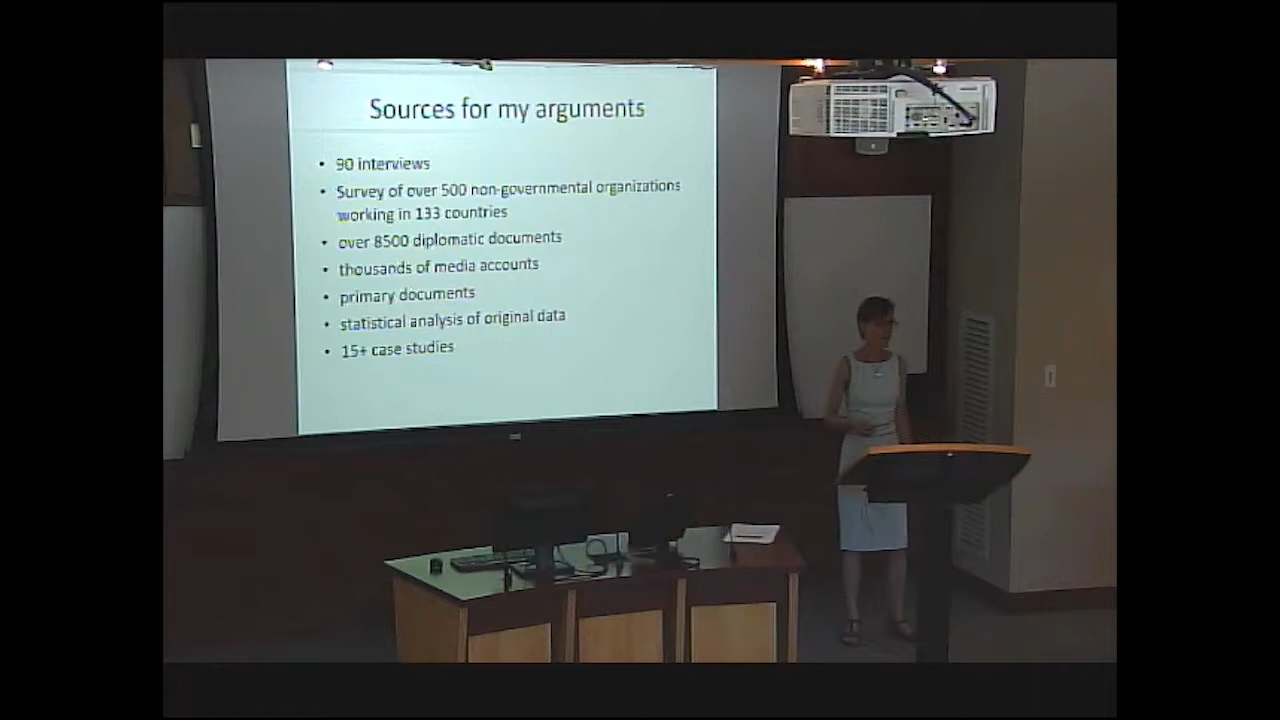 Sources for my arguments
• 90 interviews
• Survey of over 500 non-governmental organizations
working in 133 countries
• over 8500 diplomatic documents
• thousands of media accounts
• primary documents
• statistical analysis of original data
• 15+ case studies